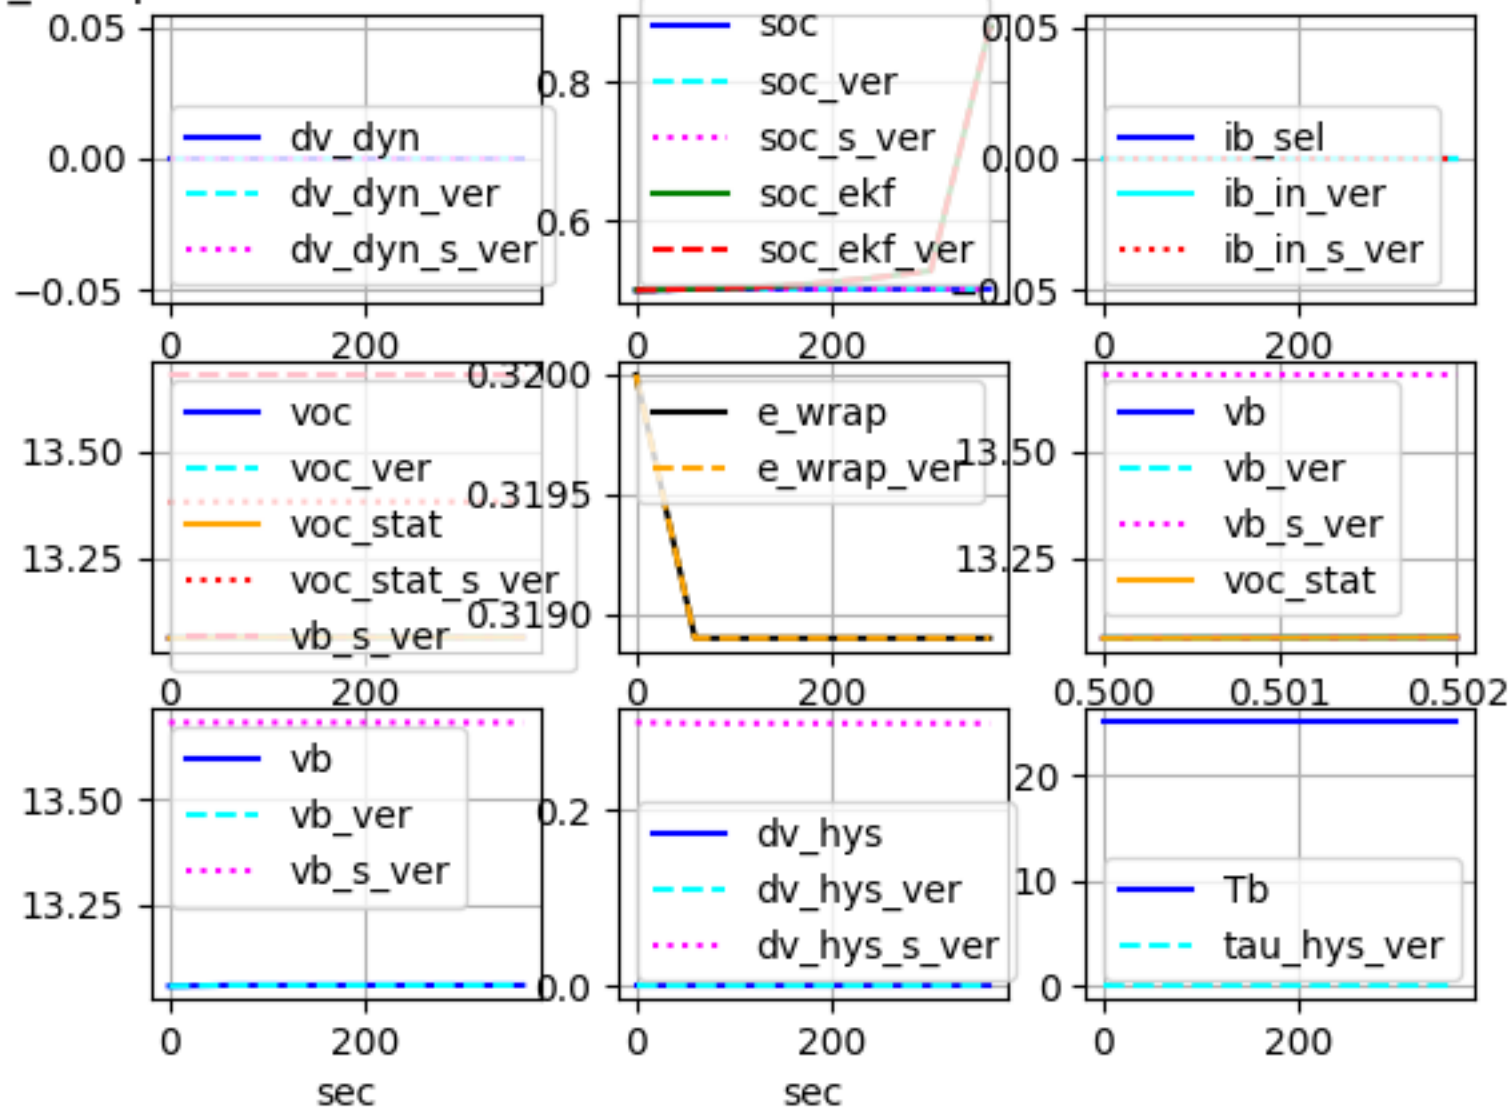 0.05
0.00
−0.05
dv_dyn
dv_dyn_ver
dv_dyn_s_ver
0
200
0.8
0.6
soc
soc_ver
soc_s_ver
soc_ekf
soc_ekf_ver
0
200
0.05
0.00
−0.05
ib_sel
ib_in_ver
ib_in_s_ver
0
200
13.50
13.25
voc
voc_ver
voc_stat
voc_stat_s_ver
vb_s_ver
0
200
0.3200
0.3195
0.3190
e_wrap
e_wrap_ver
0
200
13.50
13.25
vb
vb_ver
vb_s_ver
voc_stat
0.500
0.501
0.502
13.50
13.25
vb
vb_ver
vb_s_ver
0
200
sec
0.2
0.0
dv_hys
dv_hys_ver
dv_hys_s_ver
0
200
sec
20
10
0
Tb
tau_hys_ver
0
200